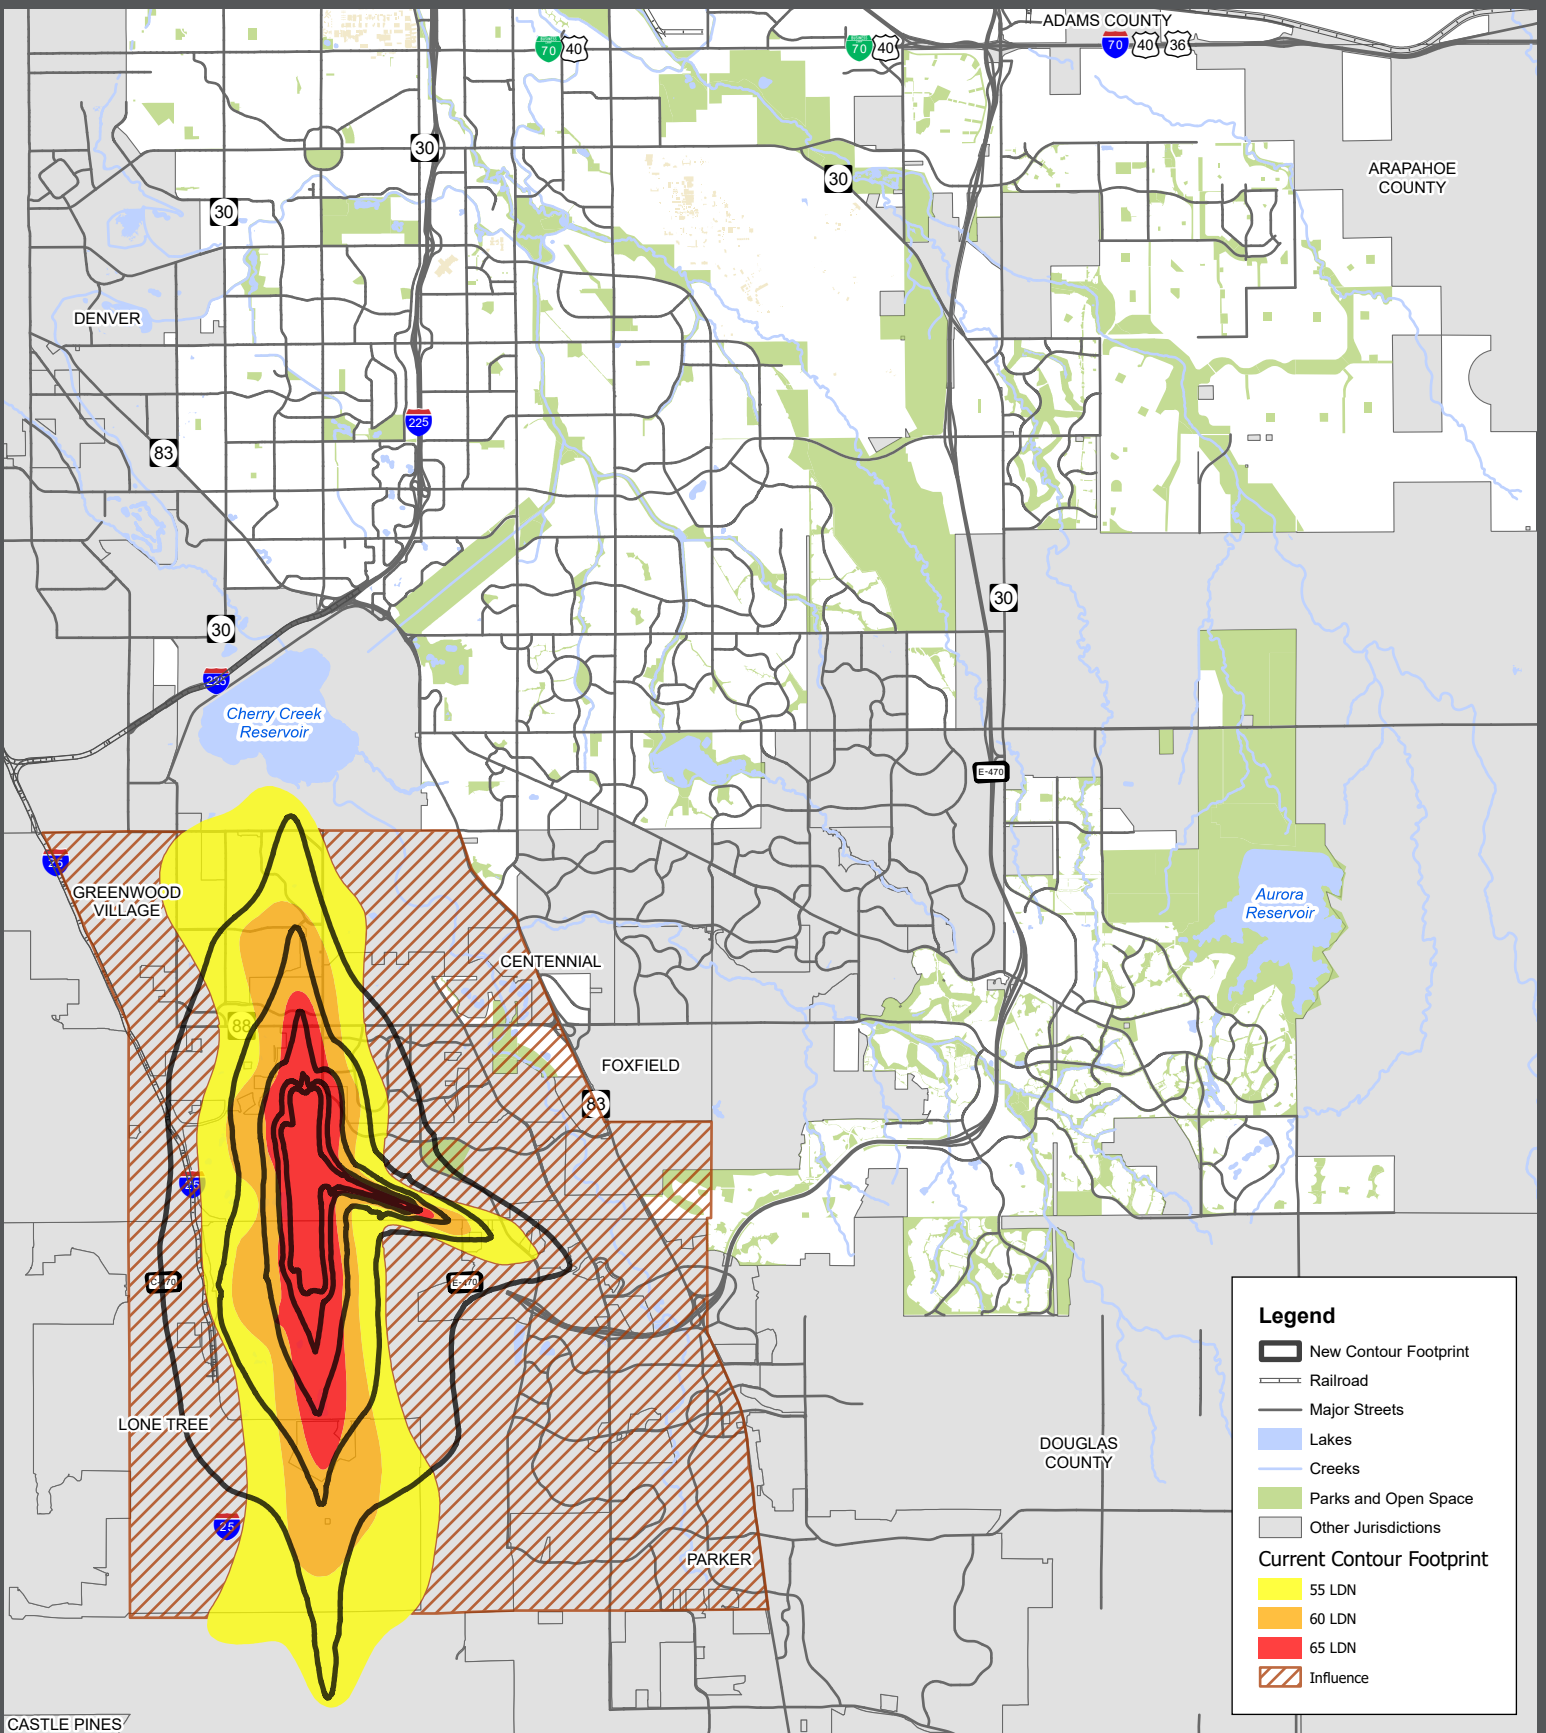 ADAMS COUNTY
70
40
70
40
70
40
36
30
30
ARAPAHOE
COUNTY
30
DENVER
225
83
30
30
225
Cherry Creek
Reservoir
E-470
25
GREENWOOD
VILLAGE
Aurora
Reservoir
CENTENNIAL
88
FOXFIELD
83
25
C-470
E-470
LONE TREE
DOUGLAS
COUNTY
25
PARKER
CASTLE PINES
Legend
New Contour Footprint
Railroad
Major Streets
Lakes
Creeks
Parks and Open Space
Other Jurisdictions
Current Contour Footprint
55 LDN
60 LDN
65 LDN
Influence